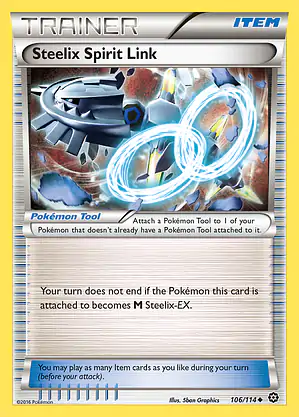 TRAINER ITEM
Steelix Spirit Link
Pokémon Tool
Attach a Pokémon Tool to 1 of your
Pokémon that doesn't already have a Pokémon Tool attached to it.
Your turn does not end if the Pokémon this card is
attached to becomes M Steelix-EX.
You may play as many Item cards as you like during your turn
(before your attack).
©2016 Pokémon Illus. 5ban Graphics 106/114